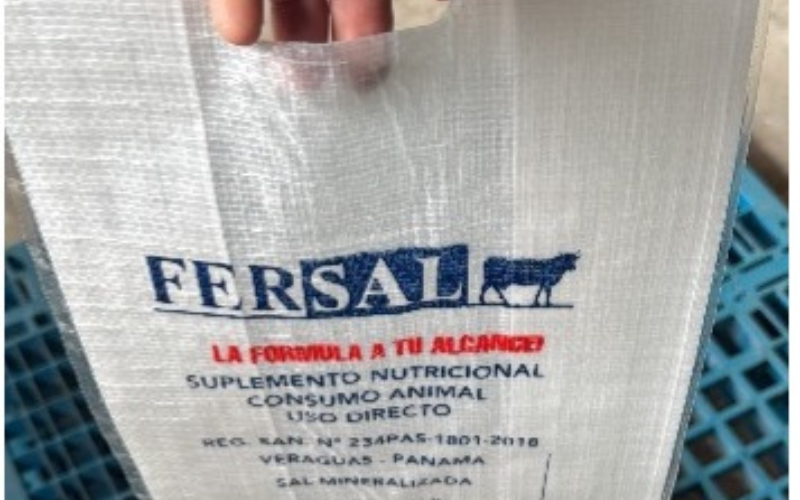 FERSAL
LA FORMULA A TU ALCANCE!
SUPLEMENTO NUTRICIONAL
CONSUMO ANIMAL
USO DIRECTO
REG. SAN. Nº 234PAS-1801-2018
VERAGUAS - PANAMA
SAL MINERALIZADA